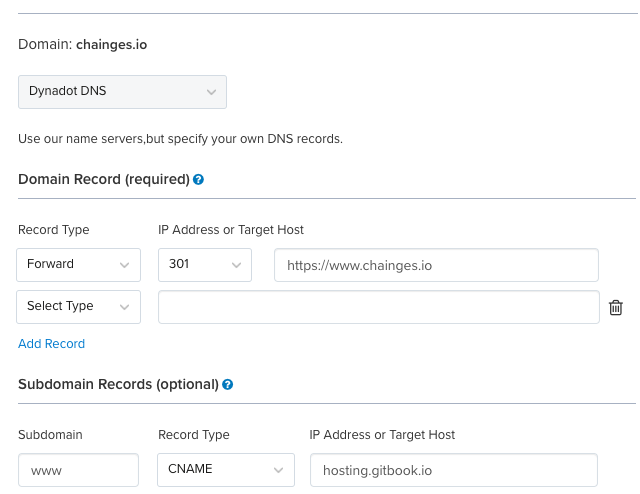 Domain: chainges.io
Dynadot DNS
Use our name servers,but specify your own DNS records.
Domain Record (required) ?
Record Type IP Address or Target Host
Forward 301 https://www.chainges.io
Select Type
Add Record
Subdomain Records (optional) ?
Subdomain Record Type IP Address or Target Host
www CNAME hosting.gitbook.io